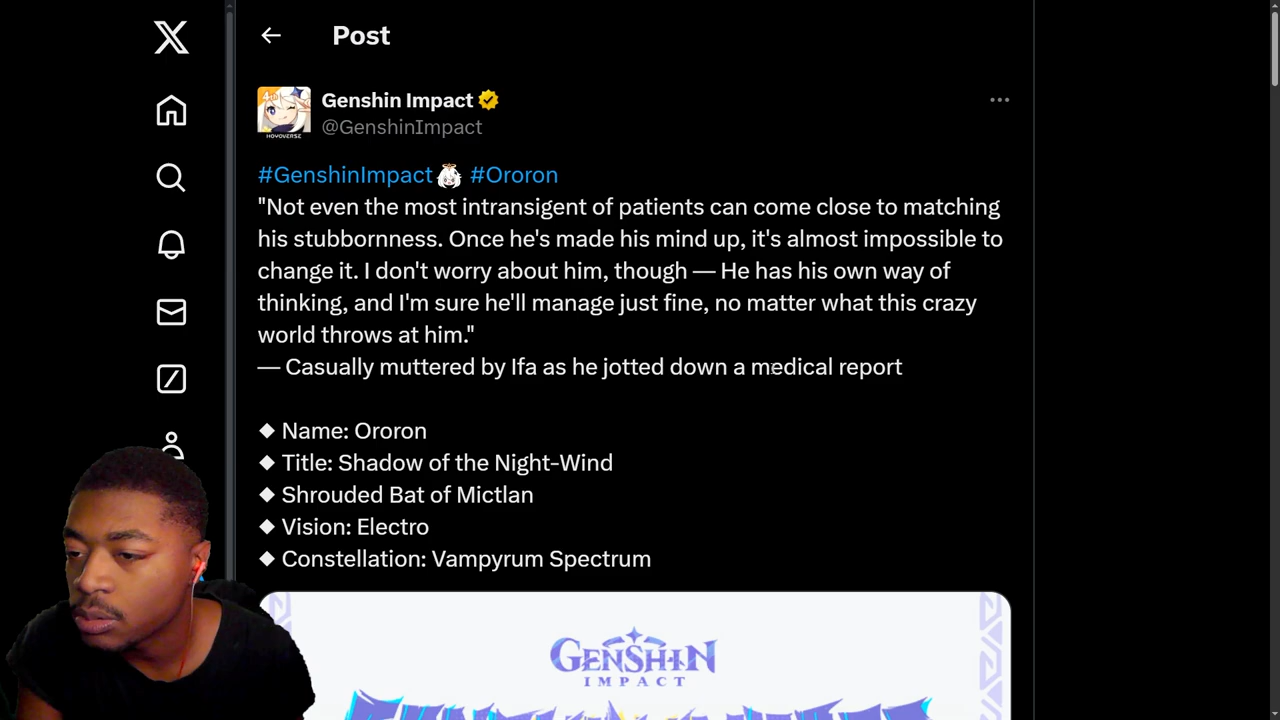 Post
Genshin Impact
@GenshinImpact
#GenshinImpact #Ororon
"Not even the most intransigent of patients can come close to matching
his stubbornness. Once he's made his mind up, it's almost impossible to
change it. I don't worry about him, though — He has his own way of
thinking, and I'm sure he'll manage just fine, no matter what this crazy
world throws at him."
— Casually muttered by Ifa as he jotted down a medical report
◆ Name: Ororon
◆ Title: Shadow of the Night-Wind
◆ Shrouded Bat of Mictlan
◆ Vision: Electro
◆ Constellation: Vampyrum Spectrum
GENSHIN
IMPACT